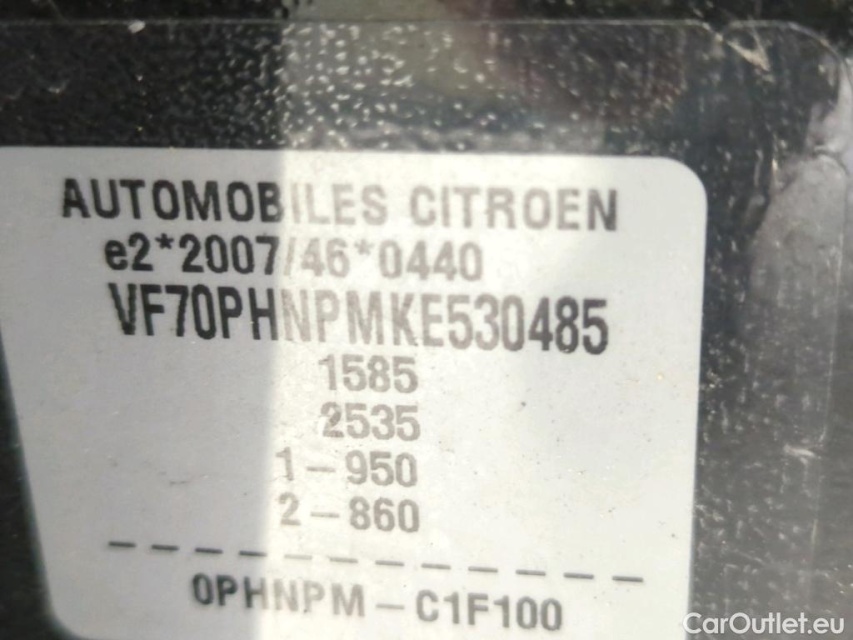 AUTOMOBILES CITROEN
e2*2007/46*0440
VF70PHNPMKE530485
1585
2535
1-950
2-860
0PHNPM-C1F100
CarOutlet.eu